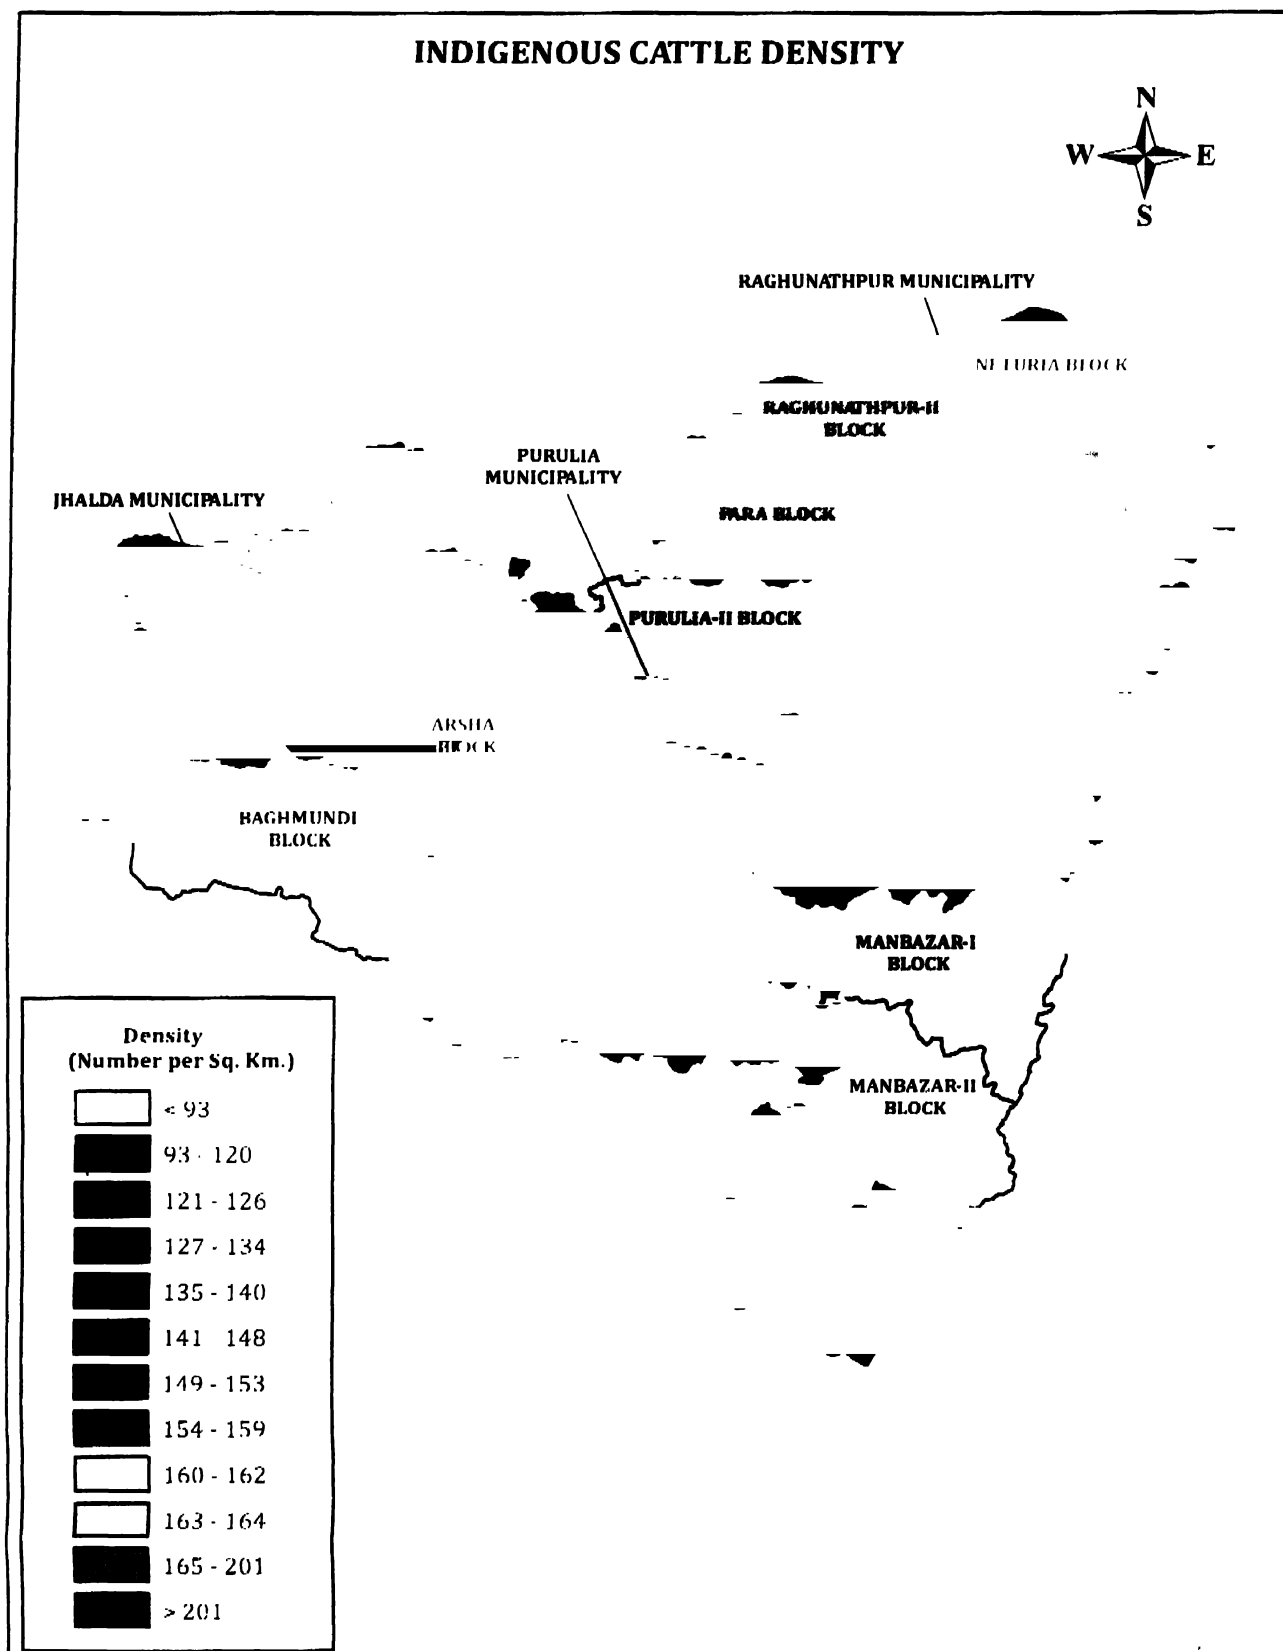 INDIGENOUS CATTLE DENSITY
N
W E
S
RAGHUNATHPUR MUNICIPALITY
NETURIA BLOCK
RAGHUNATHPUR-II
BLOCK
PURULIA
MUNICIPALITY
JHALDA MUNICIPALITY
PARA BLOCK
PURULIA-II BLOCK
ARSHA
BLOCK
BAGHMUNDI
BLOCK
MANBAZAR-I
BLOCK
MANBAZAR-II
BLOCK
Density
(Number per Sq. Km.)
< 93
93 - 120
121 - 126
127 - 134
135 - 140
141 148
149 - 153
154 - 159
160 - 162
163 - 164
165 - 201
> 201